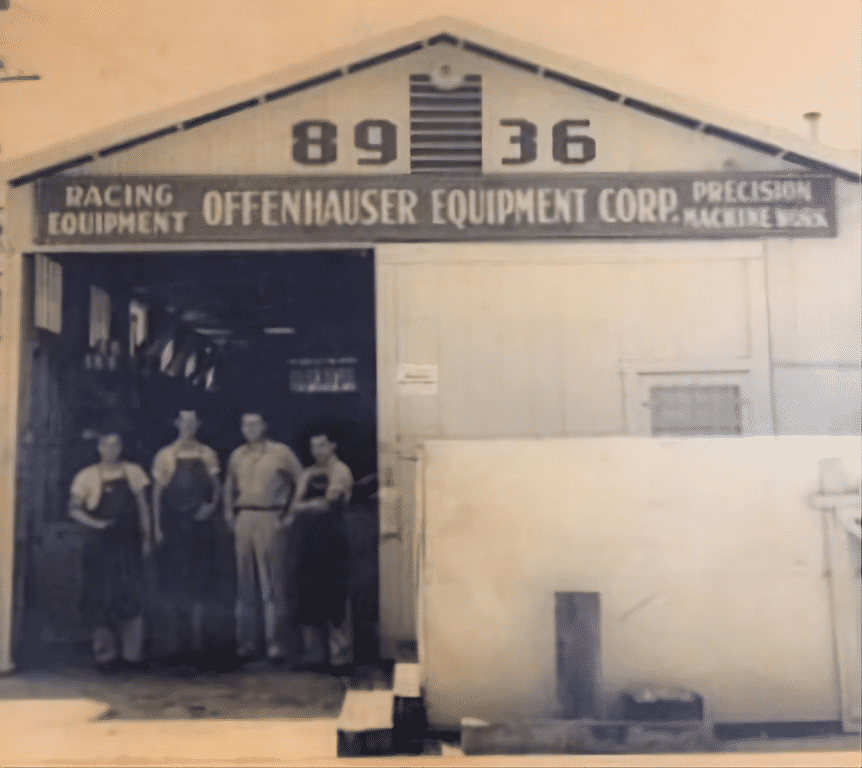 89 36
RACING
EQUIPMENT
OFFENHAUSER EQUIPMENT CORP.
PRECISION
MACHINE WORK